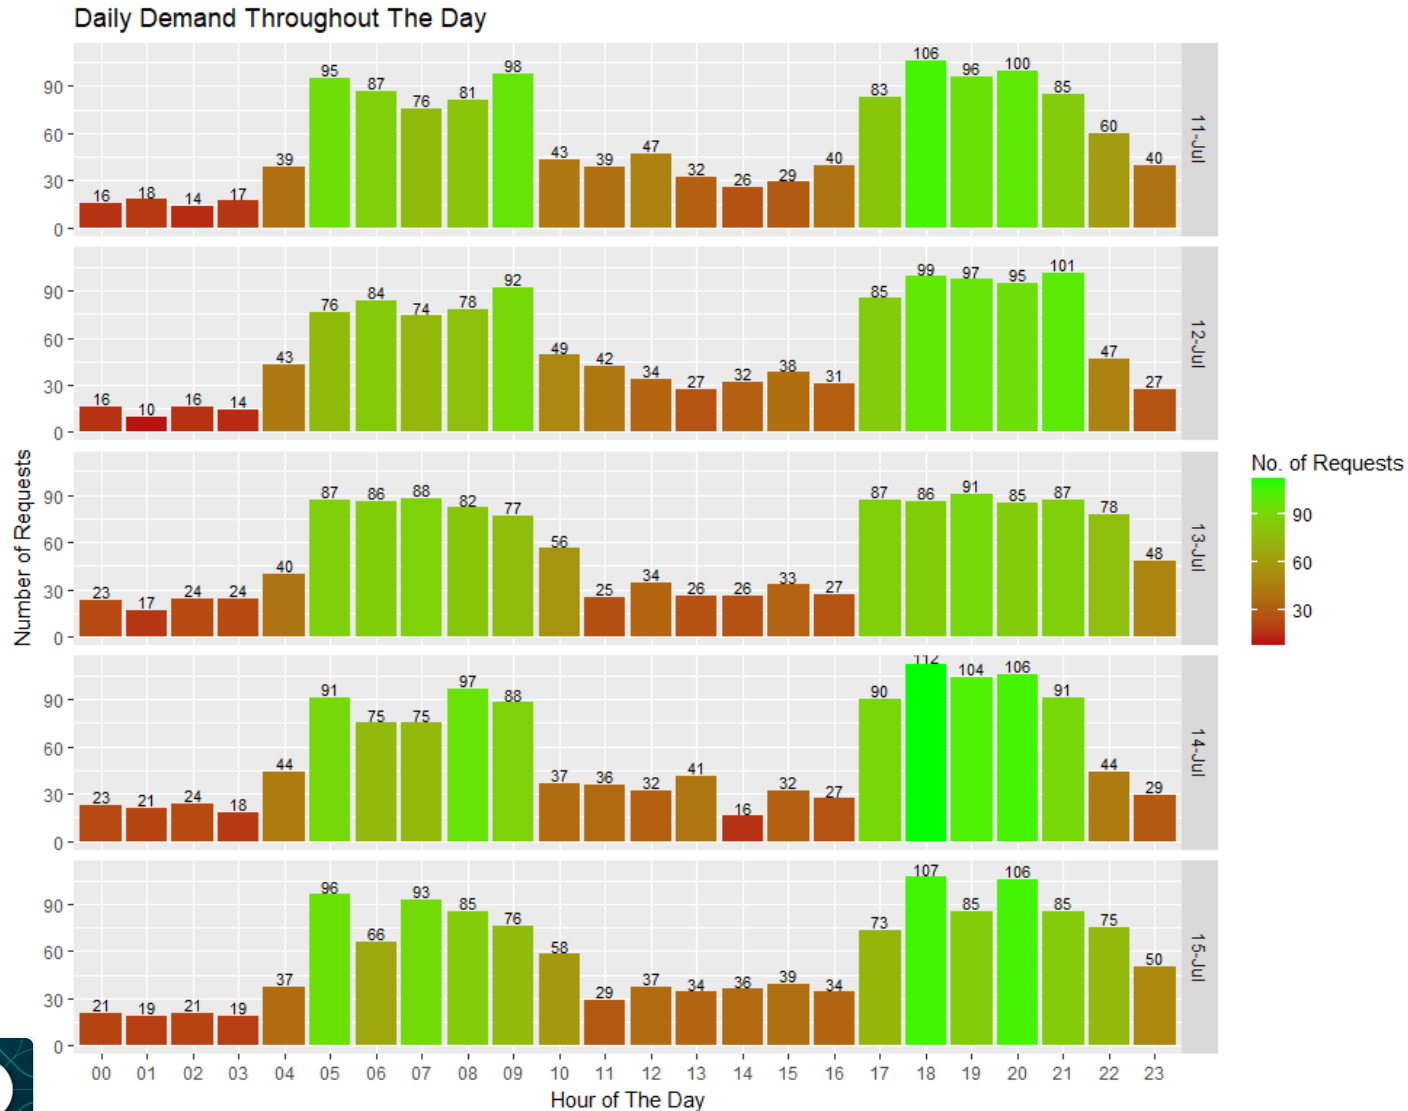 Daily Demand Throughout The Day
Number of Requests
90
60
30
0
16 18 14 17 39 95 87 76 81 98 43 39 47 32 26 29 40 83 106 96 100 85 60 40
11-Jul
90
60
30
0
16 10 16 14 43 76 84 74 78 92 49 42 34 27 32 38 31 85 99 97 95 101 47 27
12-Jul
90
60
30
0
23 17 24 24 40 87 86 88 82 77 56 25 34 26 26 33 27 87 86 91 85 87 78 48
13-Jul
90
60
30
0
23 21 24 18 44 91 75 75 97 88 37 36 32 41 16 32 27 90 112 104 106 91 44 29
14-Jul
90
60
30
0
21 19 21 19 37 96 66 93 85 76 58 29 37 34 36 39 34 73 107 85 106 85 75 50
15-Jul
00 01 02 03 04 05 06 07 08 09 10 11 12 13 14 15 16 17 18 19 20 21 22 23
Hour of The Day
No. of Requests
90
60
30